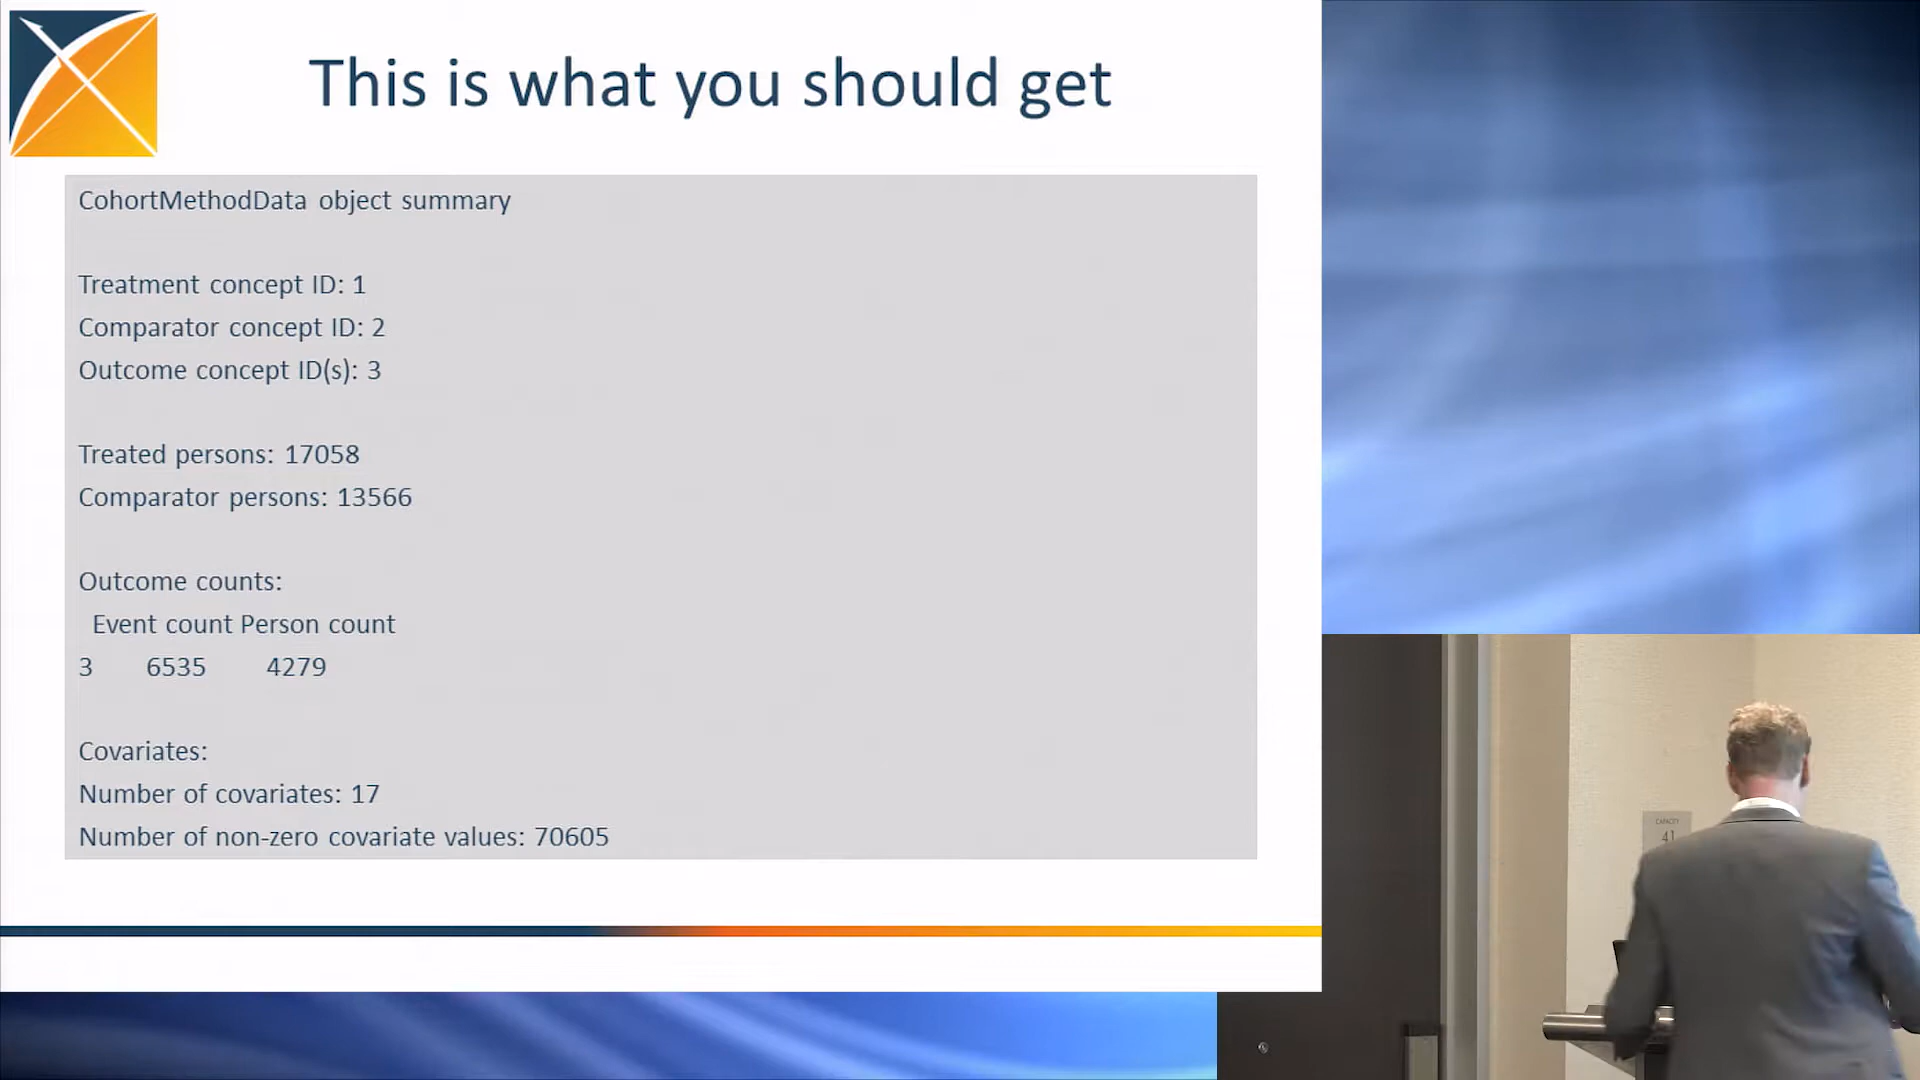 This is what you should get
CohortMethodData object summary
Treatment concept ID: 1
Comparator concept ID: 2
Outcome concept ID(s): 3
Treated persons: 17058
Comparator persons: 13566
Outcome counts:
Event count Person count
3 6535 4279
Covariates:
Number of covariates: 17
Number of non-zero covariate values: 70605
CAPACITY
41